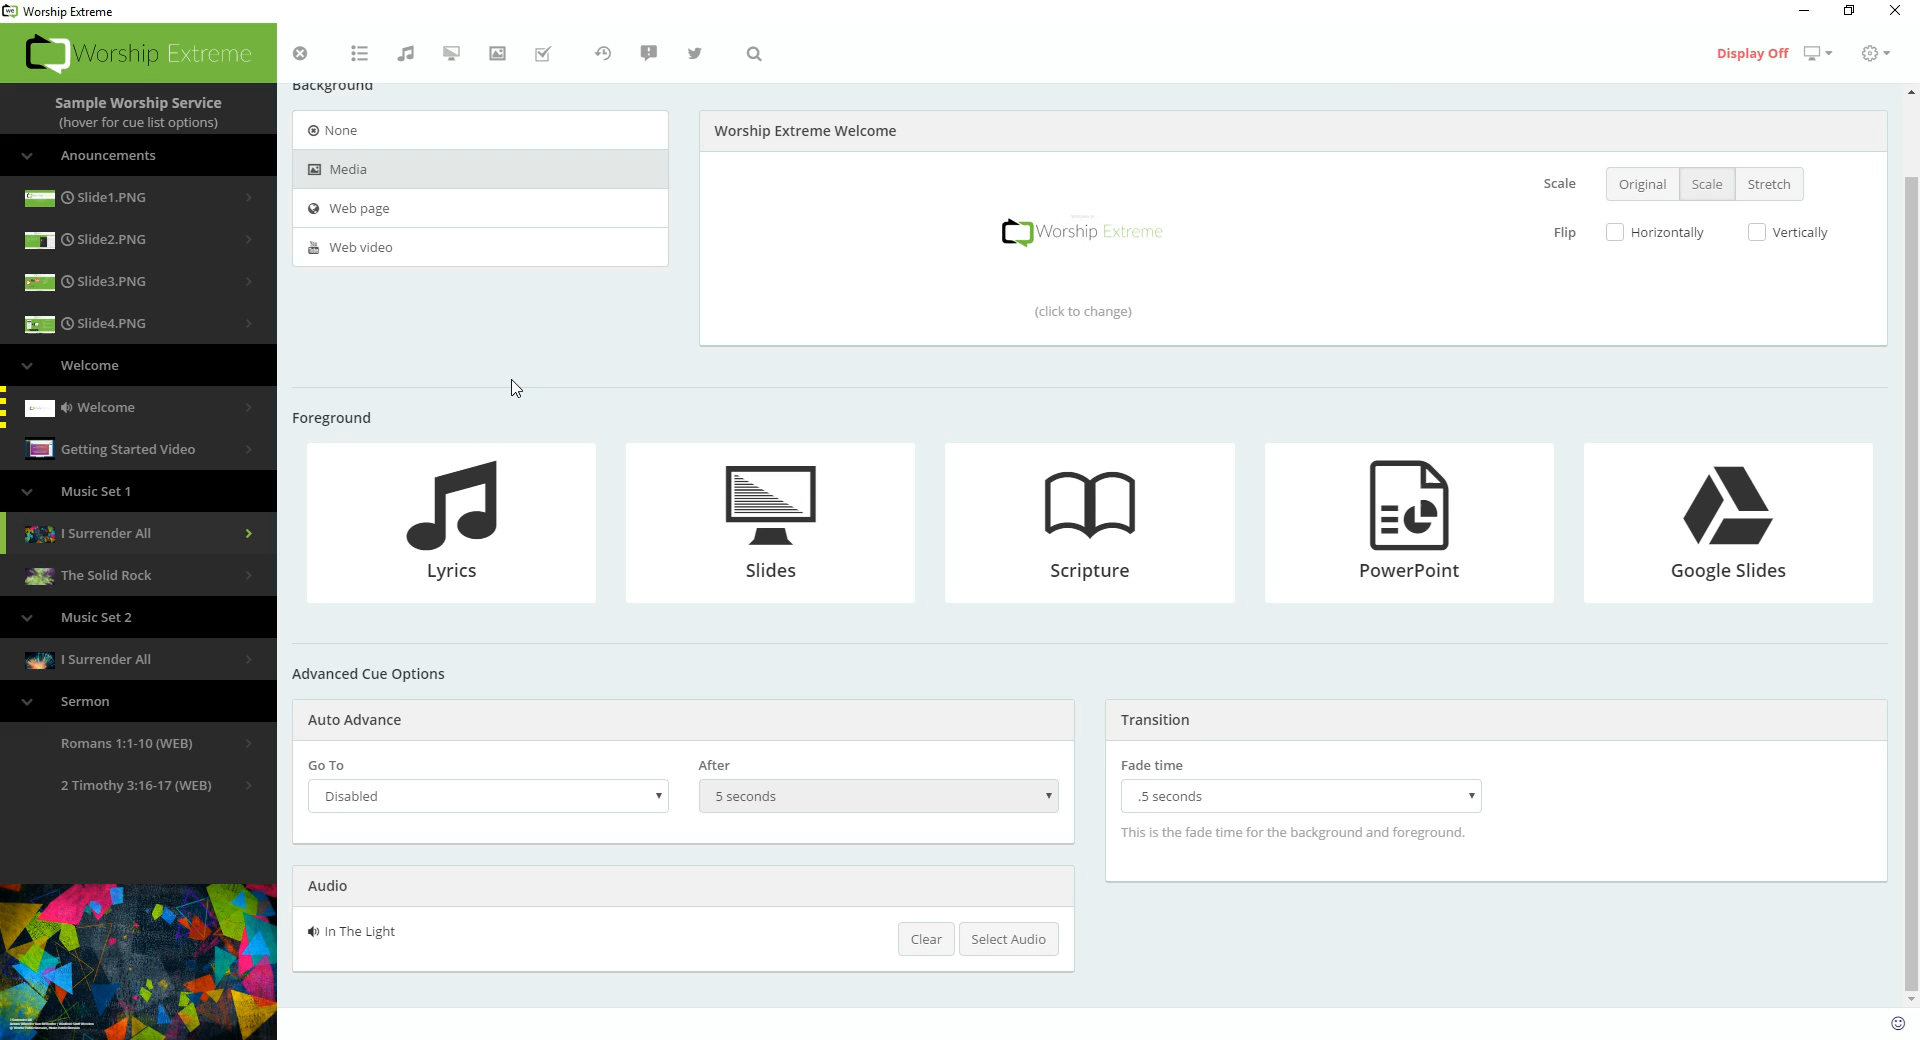 Worship Extreme
Worship Extreme
Display Off
Sample Worship Service
(hover for cue list options)
Anouncements
Slide1.PNG
Slide2.PNG
Slide3.PNG
Slide4.PNG
Welcome
Welcome
Getting Started Video
Music Set 1
I Surrender All
The Solid Rock
Music Set 2
I Surrender All
Sermon
Romans 1:1-10 (WEB)
2 Timothy 3:16-17 (WEB)
Background
None
Media
Web page
Web video
Worship Extreme Welcome
Worship Extreme
(click to change)
Scale
Original
Scale
Stretch
Flip
Horizontally
Vertically
Foreground
Lyrics
Slides
Scripture
PowerPoint
Google Slides
Advanced Cue Options
Auto Advance
Go To
After
Disabled
5 seconds
Transition
Fade time
.5 seconds
This is the fade time for the background and foreground.
Audio
In The Light
Clear
Select Audio